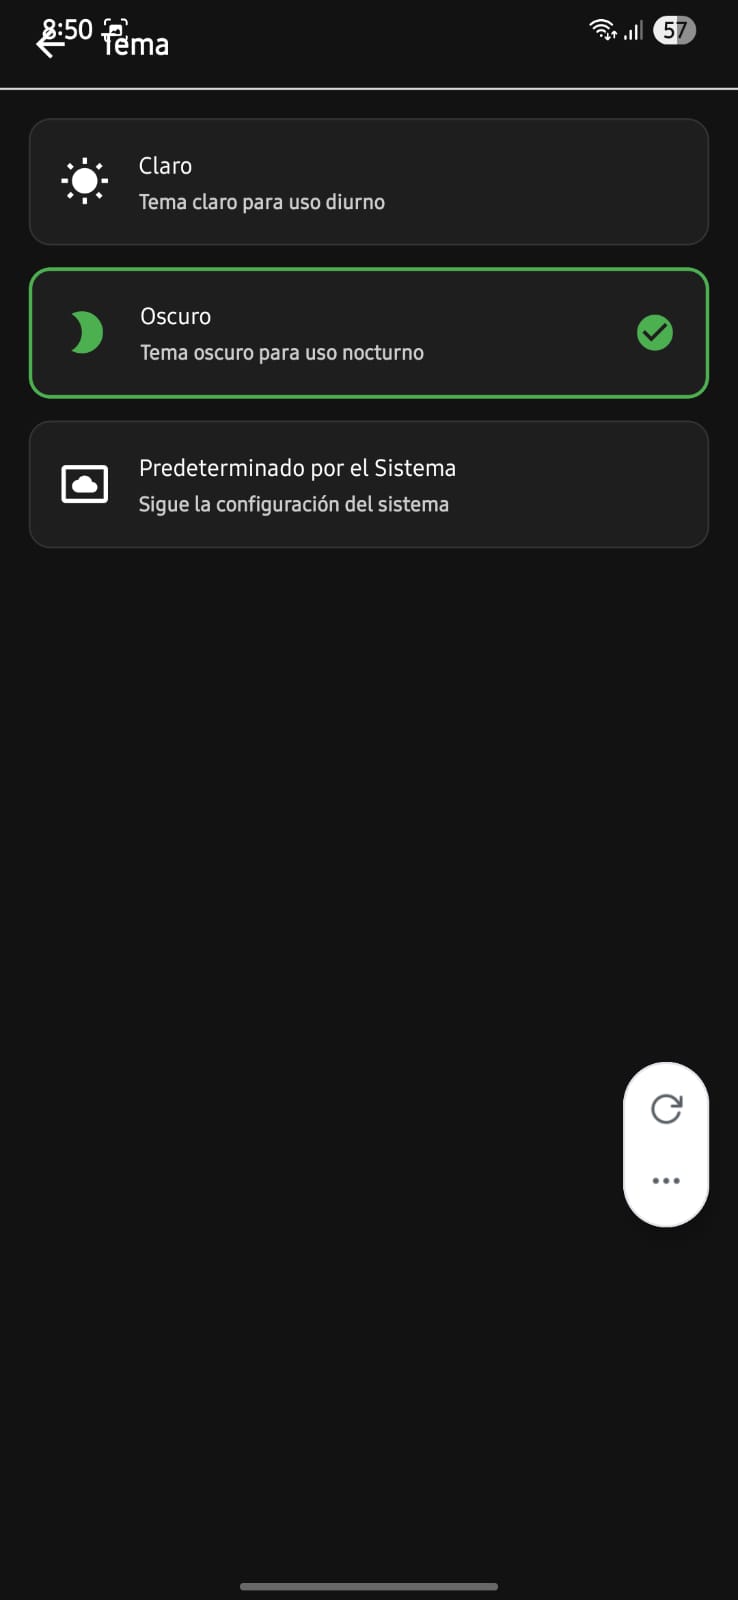 8:50
57
Tema
Claro
Tema claro para uso diurno
Oscuro
Tema oscuro para uso nocturno
Predeterminado por el Sistema
Sigue la configuración del sistema